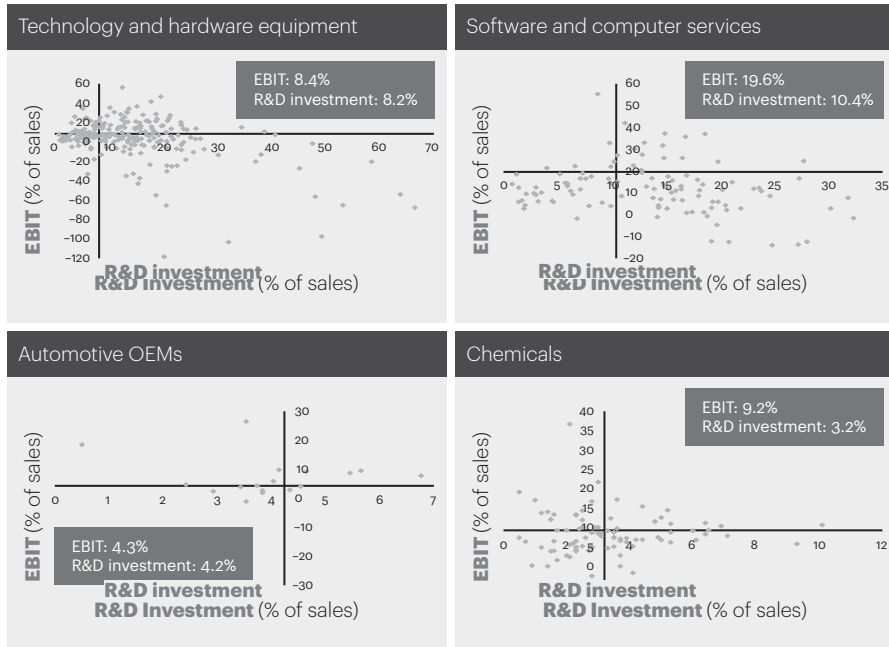 Technology and hardware equipment
EBIT: 8.4%
R&D investment: 8.2%
EBIT (% of sales)
60
40
20
0
−20
−40
−60
−80
−100
−120
0 10 20 30 40 50 60 70
R&D investment
R&D Investment (% of sales)
Software and computer services
EBIT: 19.6%
R&D investment: 10.4%
EBIT (% of sales)
60
50
40
30
20
10
0
−10
−20
0 5 10 15 20 25 30 35
R&D investment
R&D Investment (% of sales)
Automotive OEMs
EBIT (% of sales)
30
20
10
0
−10
−20
−30
0 1 2 3 4 5 6 7
EBIT: 4.3%
R&D investment: 4.2%
R&D investment
R&D Investment (% of sales)
Chemicals
EBIT: 9.2%
R&D investment: 3.2%
EBIT (% of sales)
40
35
30
25
20
15
10
5
0
0 2 4 6 8 10 12
R&D investment
R&D Investment (% of sales)